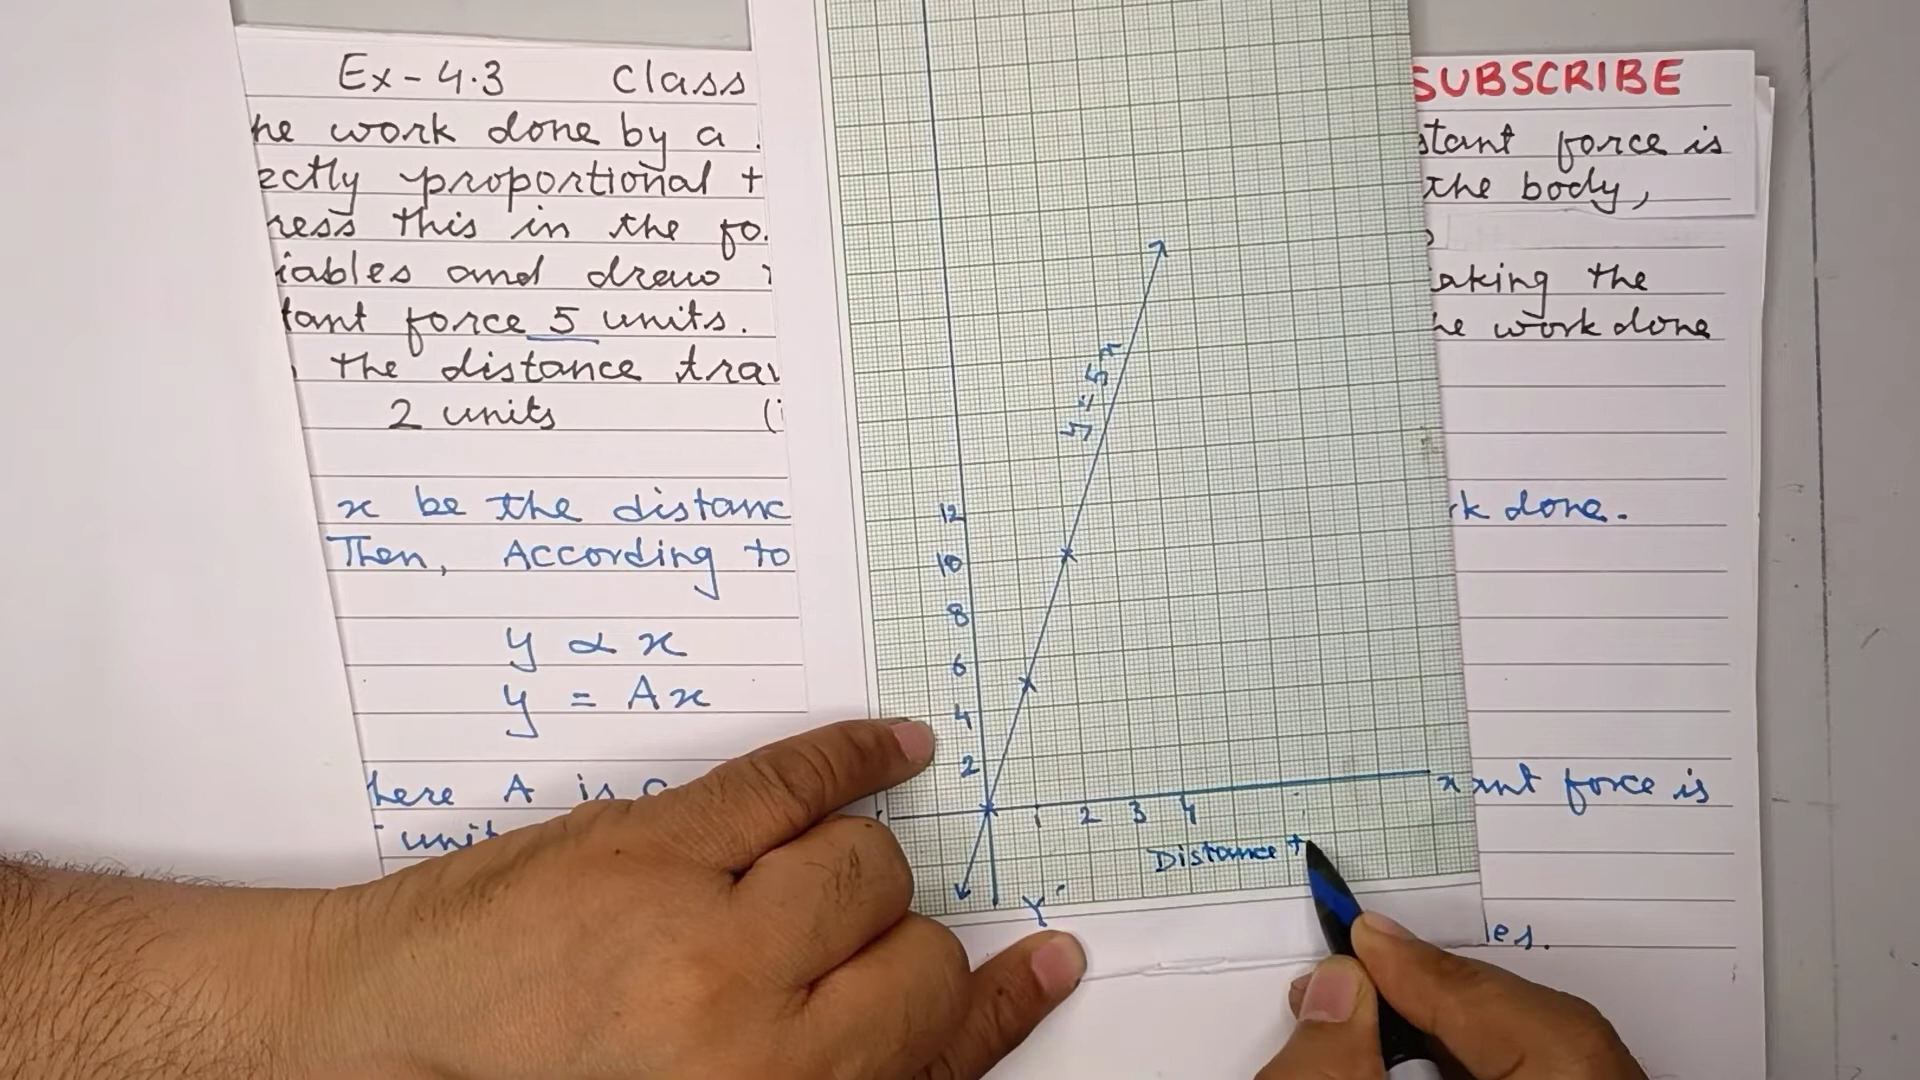 Ex-4.3 Class
SUBSCRIBE
he work done by a
stant force is
ectly proportional t
the body,
ress this in the fo
iables and draw
aking the
tant force 5 units.
he work done
the distance trav
2 units (i
x be the distanc
rk done.
Then, According to
y ∝ x
y = Ax
here A is
ant force is
unit
les.
y = 5x
12
10
8
6
4
2
1 2 3 4
x
Distance t
Y'